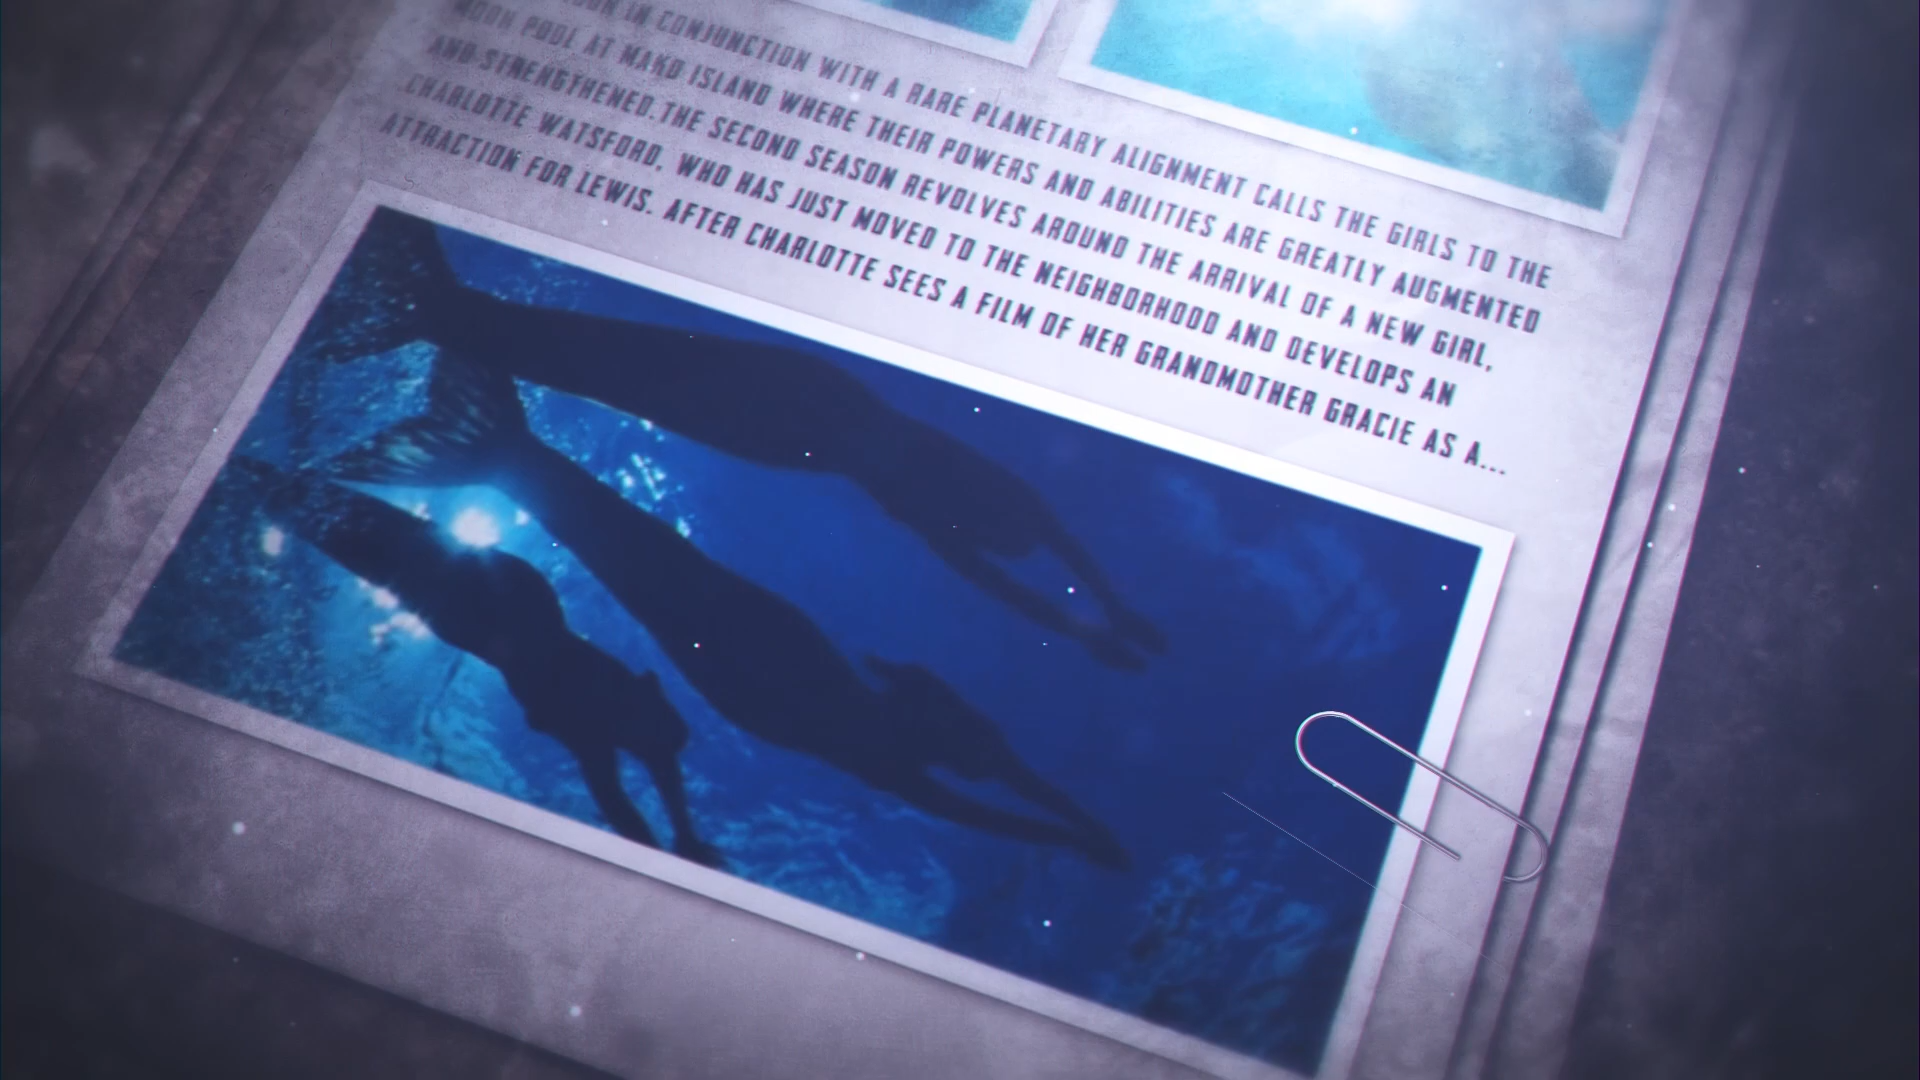 IN CONJUNCTION WITH A RARE PLANETARY ALIGNMENT CALLS THE GIRLS TO THE
MOON POOL AT MAKO ISLAND WHERE THEIR POWERS AND ABILITIES ARE GREATLY AUGMENTED
AND STRENGTHENED.THE SECOND SEASON REVOLVES AROUND THE ARRIVAL OF A NEW GIRL,
CHARLOTTE WATSFORD, WHO HAS JUST MOVED TO THE NEIGHBORHOOD AND DEVELOPS AN
ATTRACTION FOR LEWIS. AFTER CHARLOTTE SEES A FILM OF HER GRANDMOTHER GRACIE AS A...